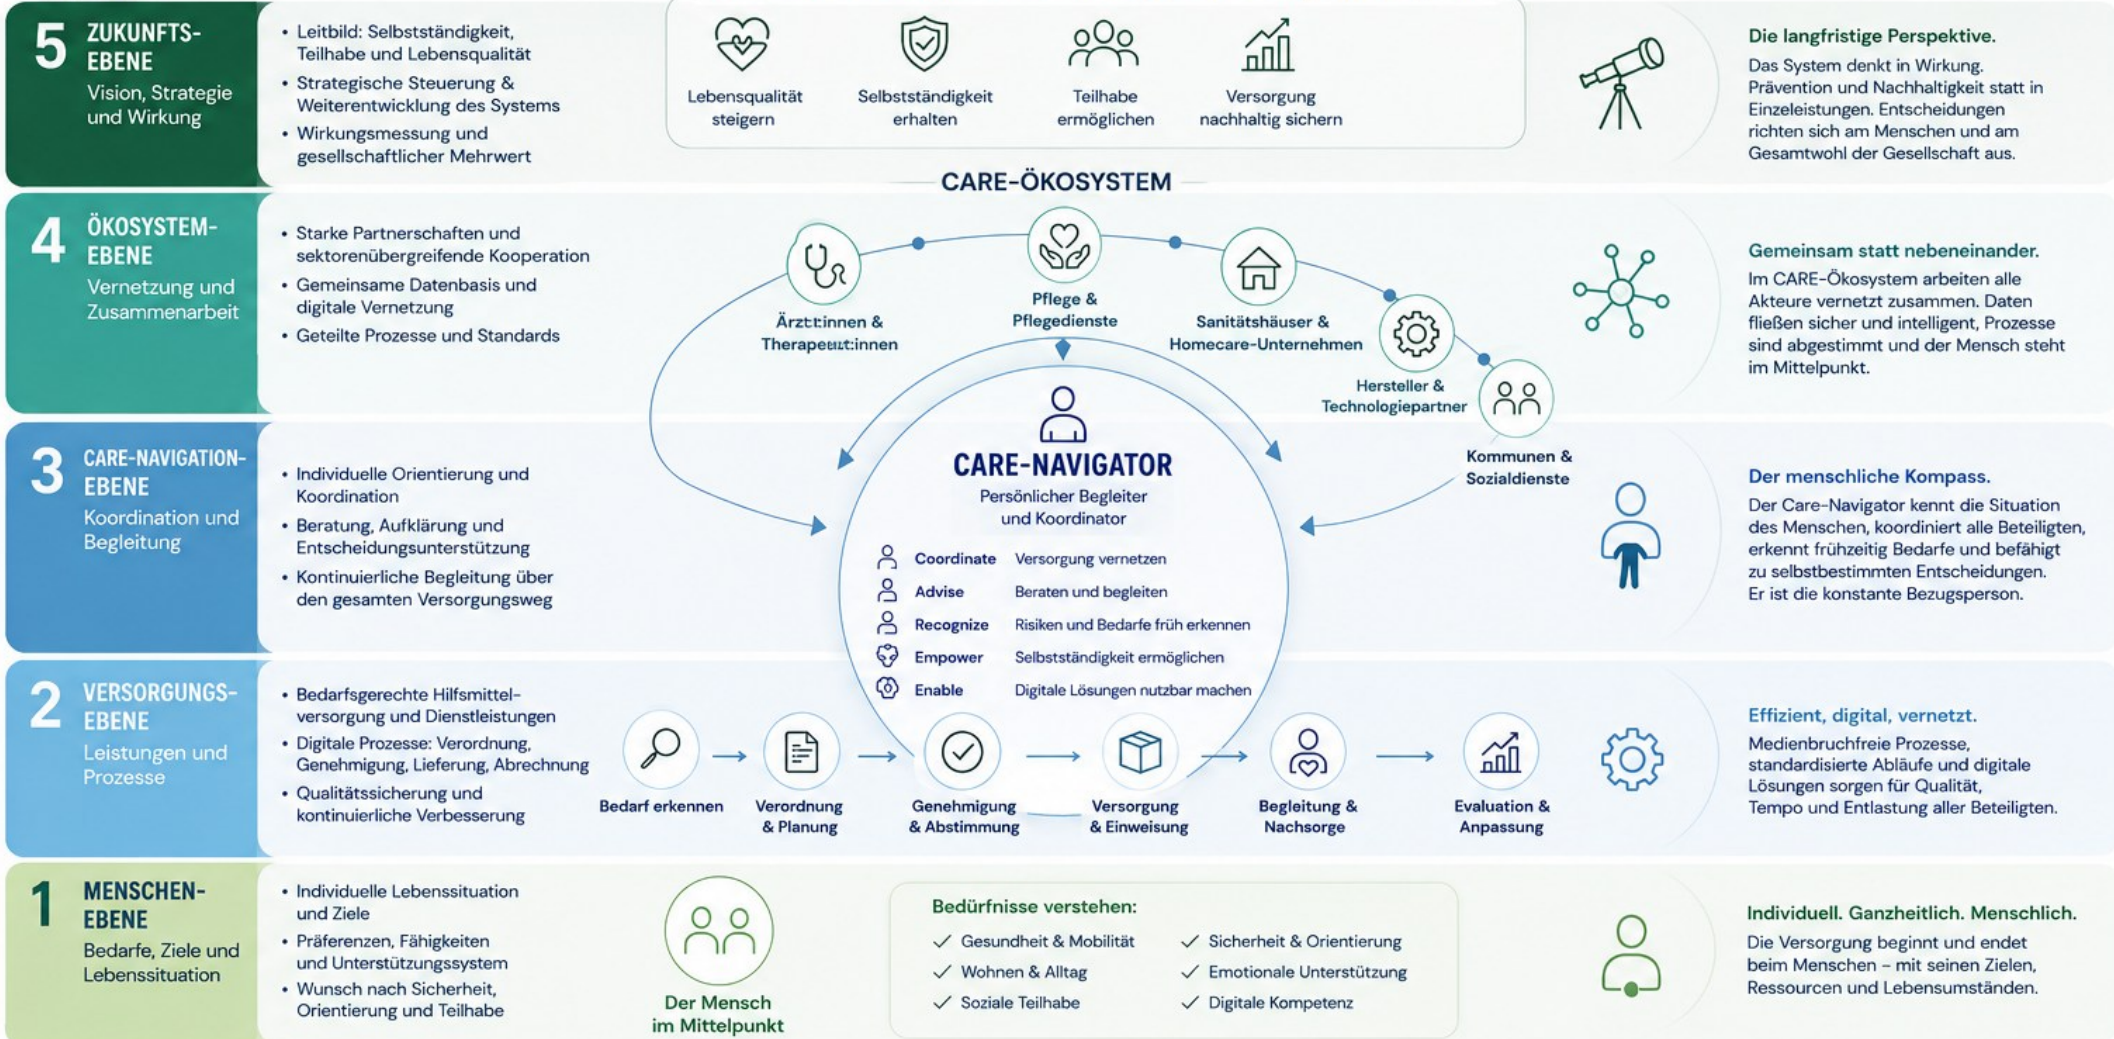 5
ZUKUNFTS-
EBENE
Vision, Strategie
und Wirkung
• Leitbild: Selbstständigkeit,
Teilhabe und Lebensqualität
• Strategische Steuerung &
Weiterentwicklung des Systems
• Wirkungsmessung und
gesellschaftlicher Mehrwert
Lebensqualität
steigern
Selbstständigkeit
erhalten
Teilhabe
ermöglichen
Versorgung
nachhaltig sichern
Die langfristige Perspektive.
Das System denkt in Wirkung.
Prävention und Nachhaltigkeit statt in
Einzeleistungen. Entscheidungen
richten sich am Menschen und am
Gesamtwohl der Gesellschaft aus.
CARE-ÖKOSYSTEM
4
ÖKOSYSTEM-
EBENE
Vernetzung und
Zusammenarbeit
• Starke Partnerschaften und
sektorenübergreifende Kooperation
• Gemeinsame Datenbasis und
digitale Vernetzung
• Geteilte Prozesse und Standards
Pflege &
Pflegedienste
Sanitätshäuser &
Homecare-Unternehmen
Hersteller &
Technologiepartner
Kommunen &
Sozialdienste
Gemeinsam statt nebeneinander.
Im CARE-Ökosystem arbeiten alle
Akteure vernetzt zusammen. Daten
fließen sicher und intelligent, Prozesse
sind abgestimmt und der Mensch steht
im Mittelpunkt.
3
CARE-NAVIGATION-
EBENE
Koordination und
Begleitung
• Individuelle Orientierung und
Koordination
• Beratung, Aufklärung und
Entscheidungsunterstützung
• Kontinuierliche Begleitung über
den gesamten Versorgungsweg
CARE-NAVIGATOR
Persönlicher Begleiter
und Koordinator
Coordinate Versorgung vernetzen
Advise Beraten und begleiten
Recognize Risiken und Bedarfe früh erkennen
Empower Selbstständigkeit ermöglichen
Enable Digitale Lösungen nutzbar machen
Der menschliche Kompass.
Der Care-Navigator kennt die Situation
des Menschen, koordiniert alle Beteiligten,
erkennt frühzeitig Bedarfe und befähigt
zu selbstbestimmten Entscheidungen.
Er ist die konstante Bezugsperson.
2
VERSORGUNGS-
EBENE
Leistungen und
Prozesse
• Bedarfsgerechte Hilfsmittel-
versorgung und Dienstleistungen
• Digitale Prozesse: Verordnung,
Genehmigung, Lieferung, Abrechnung
• Qualitätssicherung und
kontinuierliche Verbesserung
Bedarf erkennen
Verordnung
& Planung
Genehmigung
& Abstimmung
Versorgung
& Einweisung
Begleitung &
Nachsorge
Evaluation &
Anpassung
Effizient, digital, vernetzt.
Medienbruchfreie Prozesse,
standardisierte Abläufe und digitale
Lösungen sorgen für Qualität,
Tempo und Entlastung aller Beteiligten.
1
MENSCHEN-
EBENE
Bedarfe, Ziele und
Lebenssituation
• Individuelle Lebenssituation
und Ziele
• Präferenzen, Fähigkeiten
und Unterstützungssystem
• Wunsch nach Sicherheit,
Orientierung und Teilhabe
Der Mensch
im Mittelpunkt
Bedürfnisse verstehen:
✓ Gesundheit & Mobilität
✓ Wohnen & Alltag
✓ Soziale Teilhabe
✓ Sicherheit & Orientierung
✓ Emotionale Unterstützung
✓ Digitale Kompetenz
Individuell. Ganzheitlich. Menschlich.
Die Versorgung beginnt und endet
beim Menschen – mit seinen Zielen,
Ressourcen und Lebensumständen.